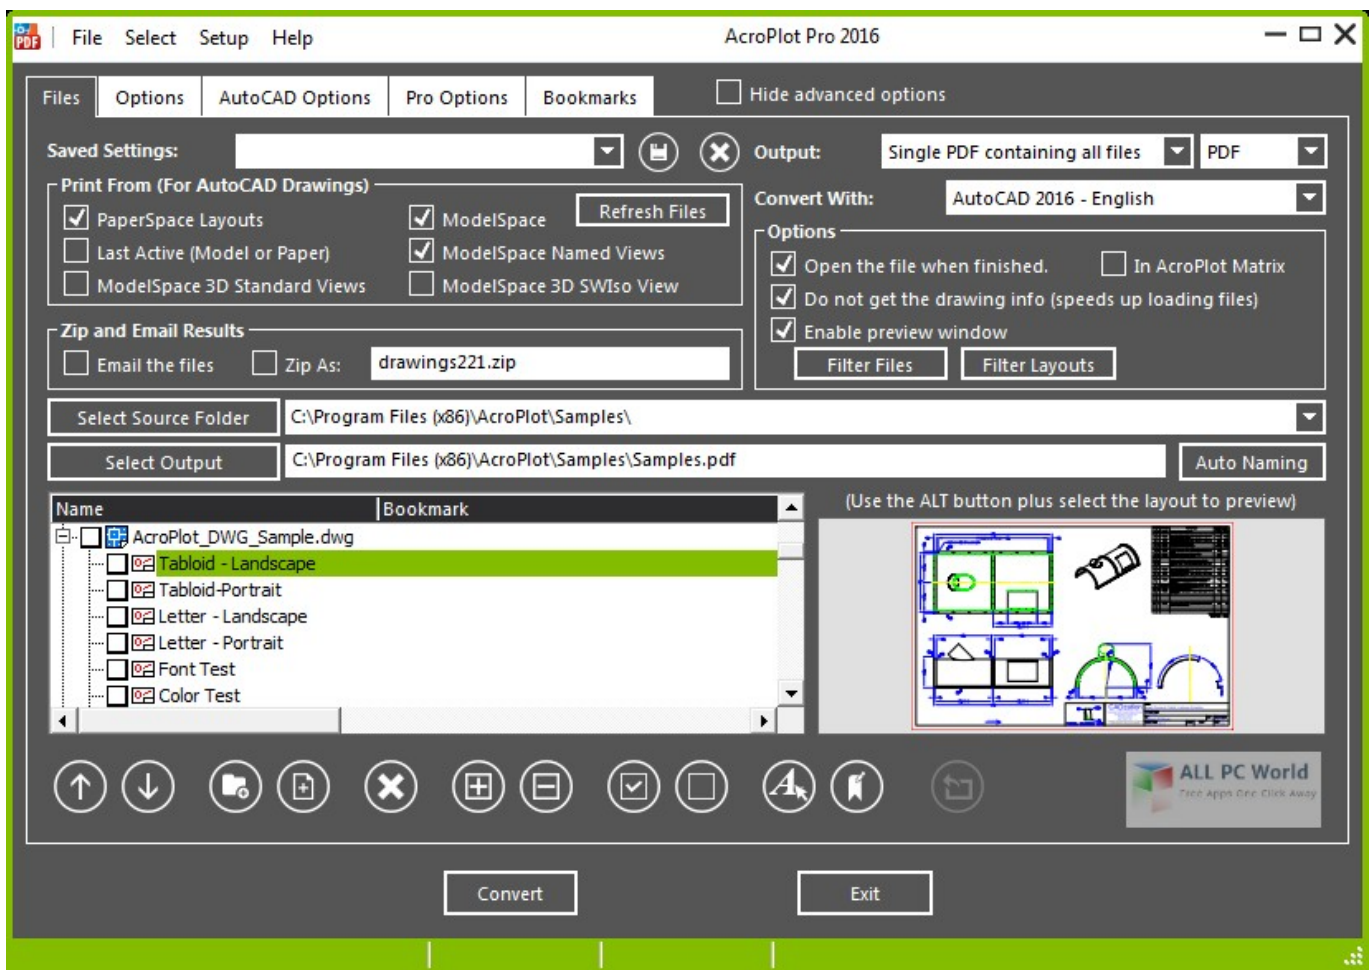 PDF
File Select Setup Help
AcroPlot Pro 2016
Files Options AutoCAD Options Pro Options Bookmarks
Hide advanced options
Saved Settings:
Output: Single PDF containing all files PDF
Print From (For AutoCAD Drawings)
PaperSpace Layouts
ModelSpace
Refresh Files
Last Active (Model or Paper)
ModelSpace Named Views
ModelSpace 3D Standard Views
ModelSpace 3D SWIso View
Convert With: AutoCAD 2016 - English
Options
Open the file when finished.
In AcroPlot Matrix
Do not get the drawing info (speeds up loading files)
Enable preview window
Filter Files Filter Layouts
Zip and Email Results
Email the files
Zip As: drawings221.zip
Select Source Folder C:\Program Files (x86)\AcroPlot\Samples\
Select Output C:\Program Files (x86)\AcroPlot\Samples\Samples.pdf Auto Naming
Name Bookmark
AcroPlot_DWG_Sample.dwg
Tabloid - Landscape
Tabloid-Portrait
Letter - Landscape
Letter - Portrait
Font Test
Color Test
(Use the ALT button plus select the layout to preview)
A
ALL PC World
Free Apps One Click Away
Convert Exit